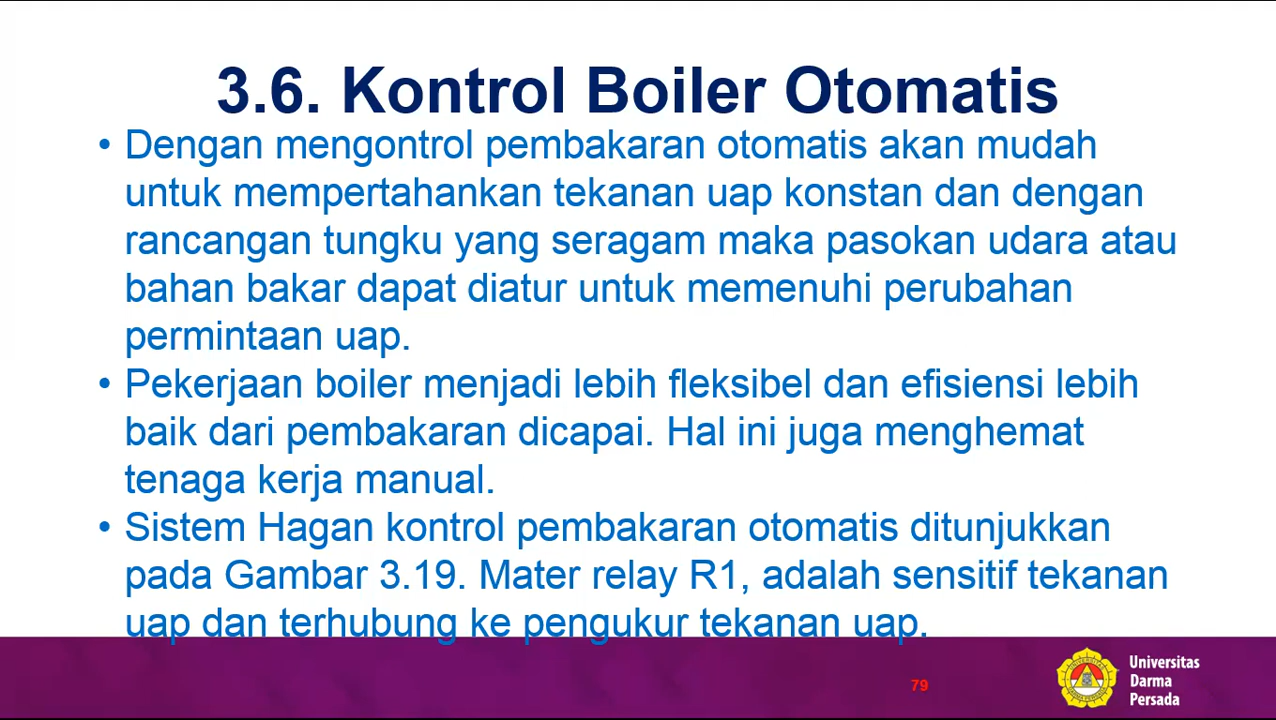 3.6. Kontrol Boiler Otomatis
• Dengan mengontrol pembakaran otomatis akan mudah
untuk mempertahankan tekanan uap konstan dan dengan
rancangan tungku yang seragam maka pasokan udara atau
bahan bakar dapat diatur untuk memenuhi perubahan
permintaan uap.
• Pekerjaan boiler menjadi lebih fleksibel dan efisiensi lebih
baik dari pembakaran dicapai. Hal ini juga menghemat
tenaga kerja manual.
• Sistem Hagan kontrol pembakaran otomatis ditunjukkan
pada Gambar 3.19. Mater relay R1, adalah sensitif tekanan
uap dan terhubung ke pengukur tekanan uap.
79
Universitas
Darma
Persada